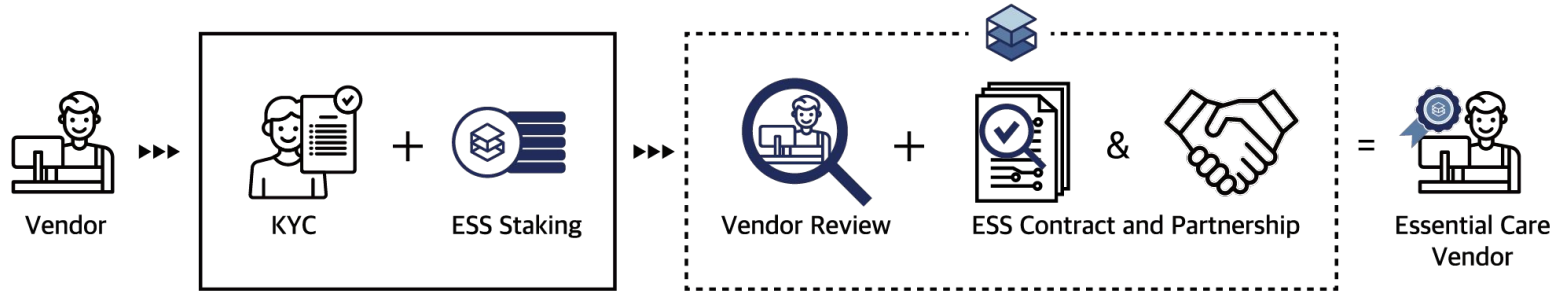 Vendor
KYC
+
ESS Staking
Vendor Review
+
ESS Contract and Partnership
&
=
Essential Care
Vendor